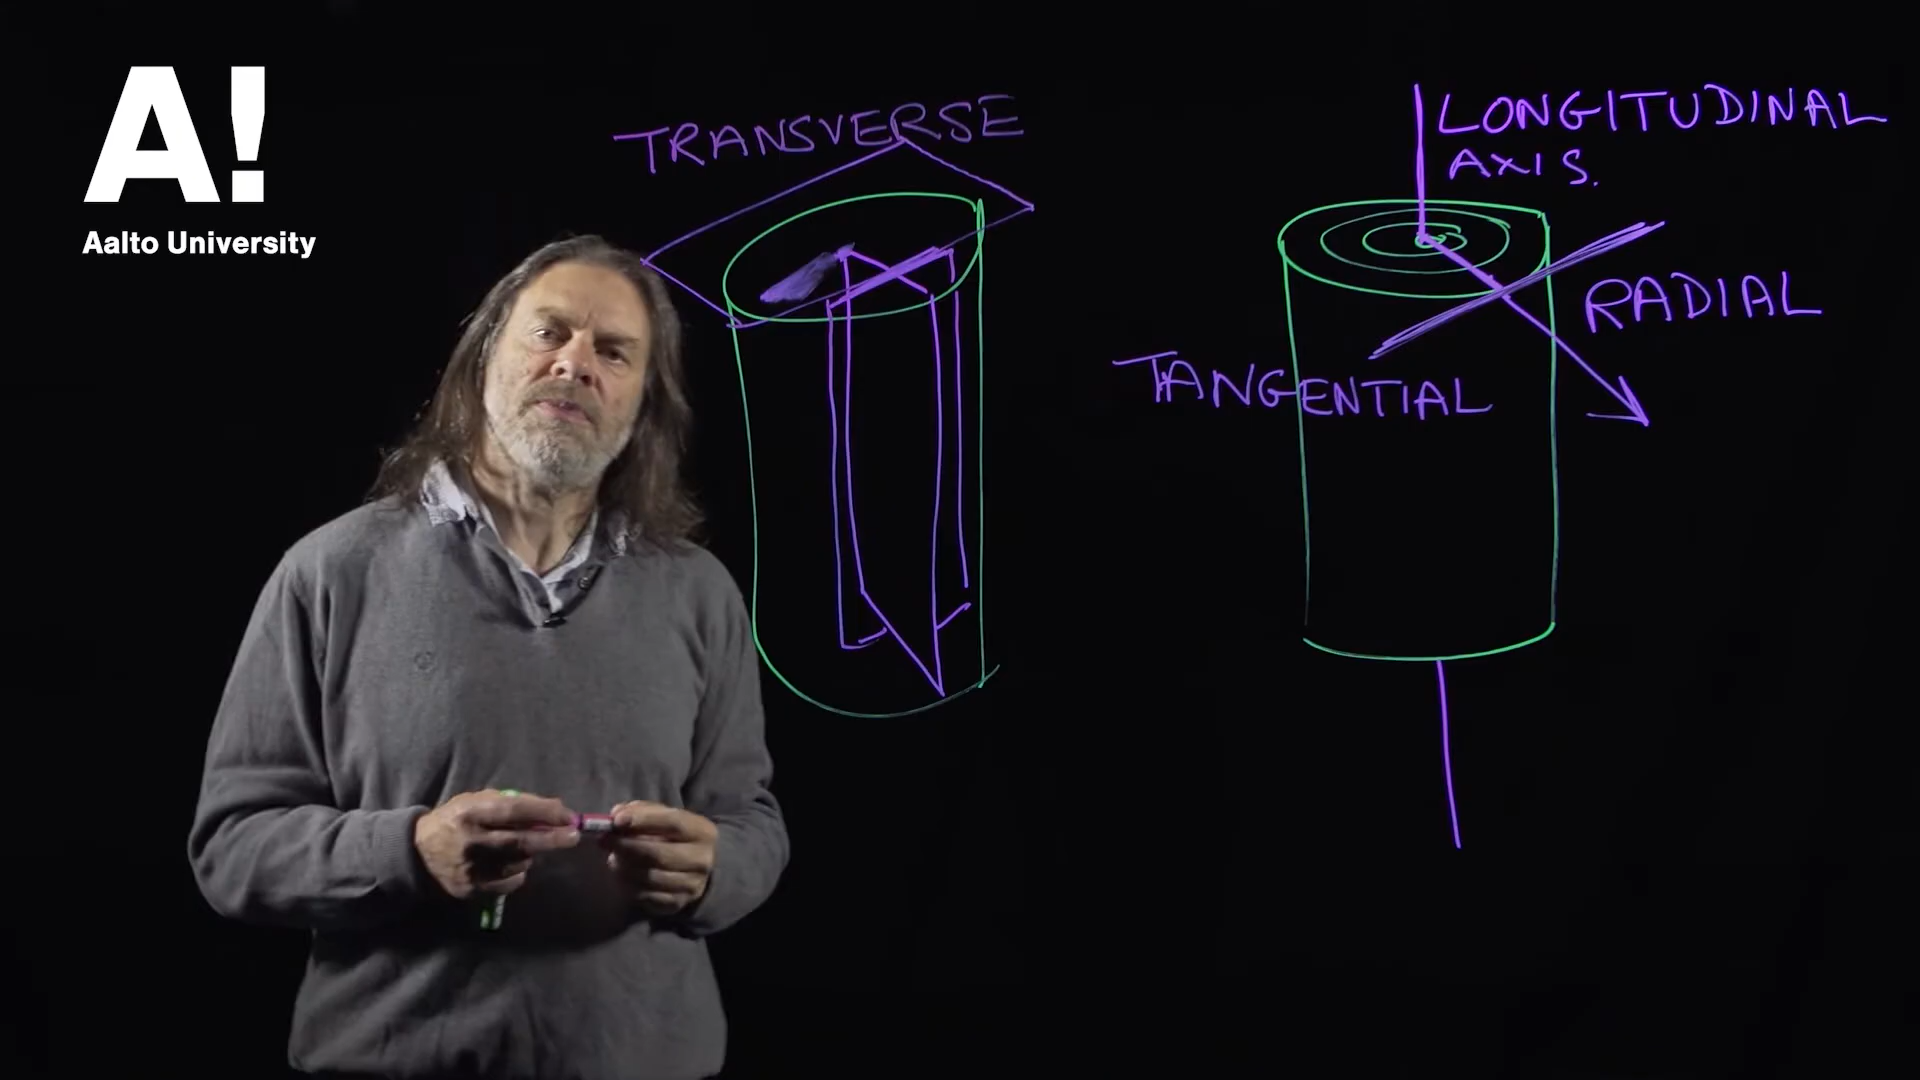 A!
Aalto University
TRANSVERSE
LONGITUDINAL
AXIS.
RADIAL
TANGENTIAL